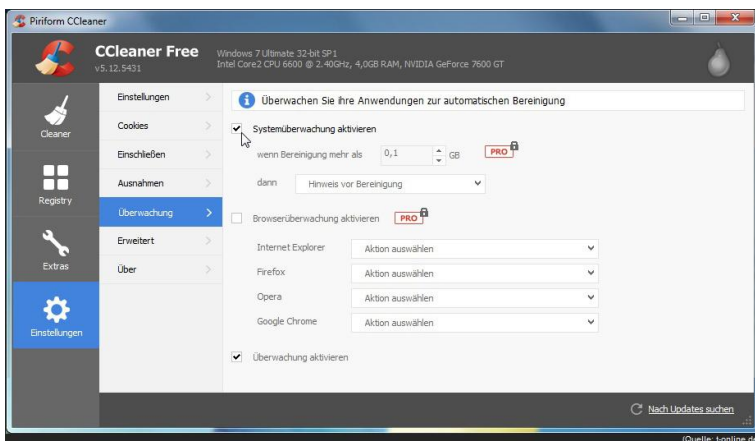 Piriform CCleaner
CCleaner Free
v5.12.5431
Windows 7 Ultimate 32-bit SP1
Intel Core2 CPU 6600 @ 2.40GHz, 4,0GB RAM, NVIDIA GeForce 7600 GT
Cleaner
Registry
Extras
Einstellungen
Einstellungen
Cookies
Einschließen
Ausnahmen
Überwachung
Erweitert
Über
Überwachen Sie ihre Anwendungen zur automatischen Bereinigung
Systemüberwachung aktivieren
wenn Bereinigung mehr als 0,1 GB PRO
dann Hinweis vor Bereinigung
Browserüberwachung aktivieren PRO
Internet Explorer Aktion auswählen
Firefox Aktion auswählen
Opera Aktion auswählen
Google Chrome Aktion auswählen
Überwachung aktivieren
Nach Updates suchen
(Quelle: t-online.d